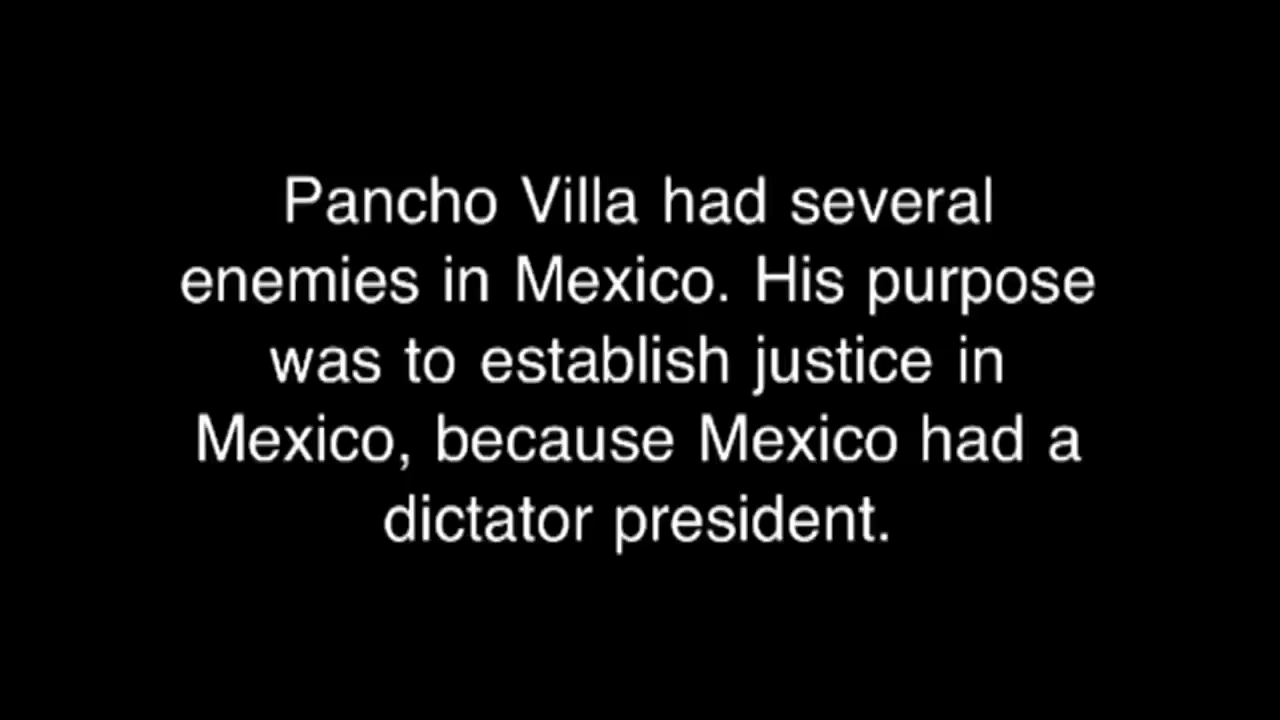 Pancho Villa had several
enemies in Mexico. His purpose
was to establish justice in
Mexico, because Mexico had a
dictator president.